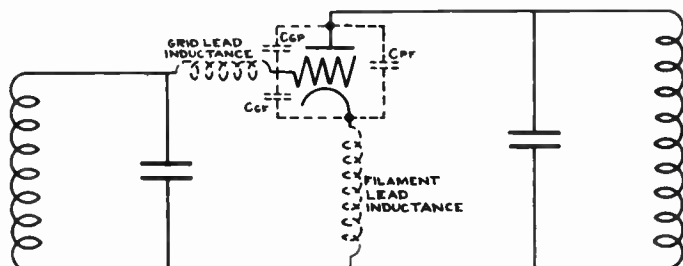 CGP
GRID LEAD
INDUCTANCE
CPF
CGF
FILAMENT
LEAD
INDUCTANCE